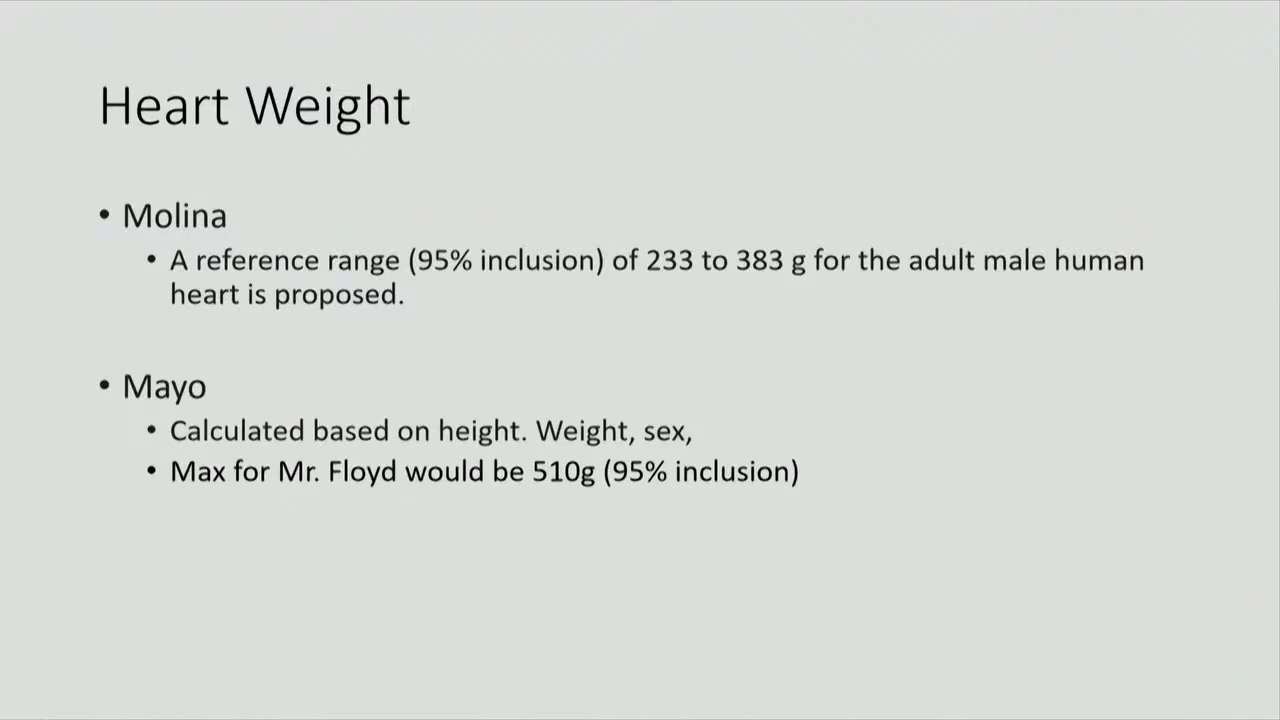 Heart Weight
• Molina
• A reference range (95% inclusion) of 233 to 383 g for the adult male human
heart is proposed.
• Mayo
• Calculated based on height. Weight, sex,
• Max for Mr. Floyd would be 510g (95% inclusion)